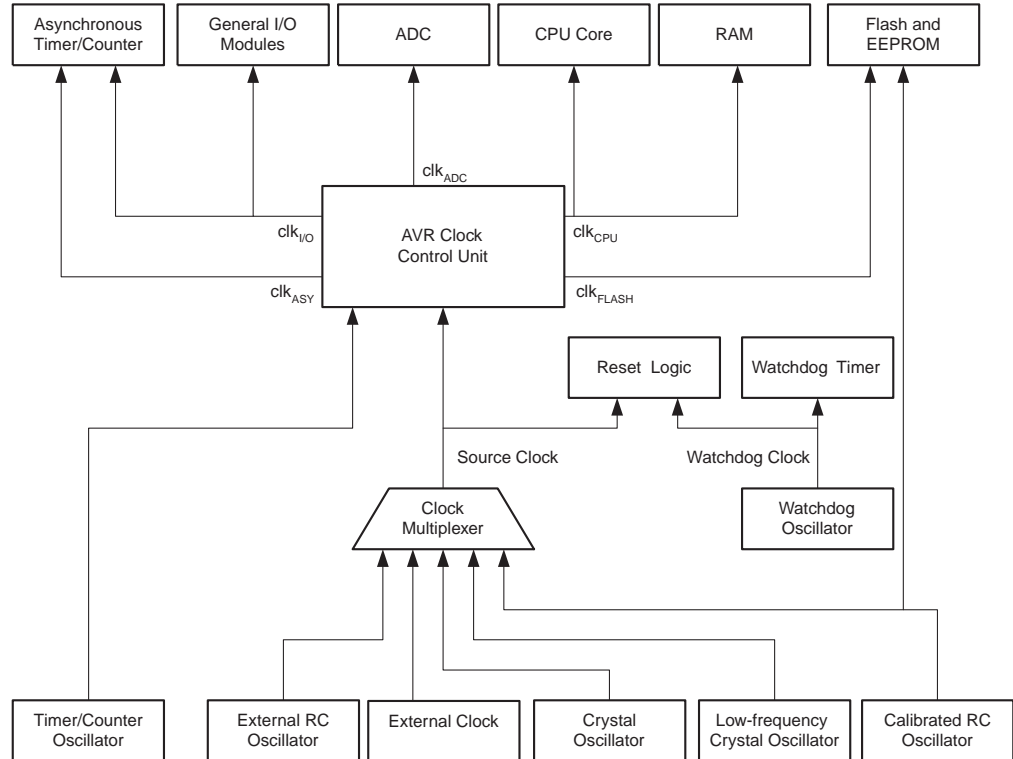 Asynchronous
Timer/Counter
General I/O
Modules
ADC
CPU Core
RAM
Flash and
EEPROM
clkADC
clkI/O
AVR Clock
Control Unit
clkCPU
clkASY
clkFLASH
Reset Logic
Watchdog Timer
Source Clock
Watchdog Clock
Clock
Multiplexer
Watchdog
Oscillator
Timer/Counter
Oscillator
External RC
Oscillator
External Clock
Crystal
Oscillator
Low-frequency
Crystal Oscillator
Calibrated RC
Oscillator